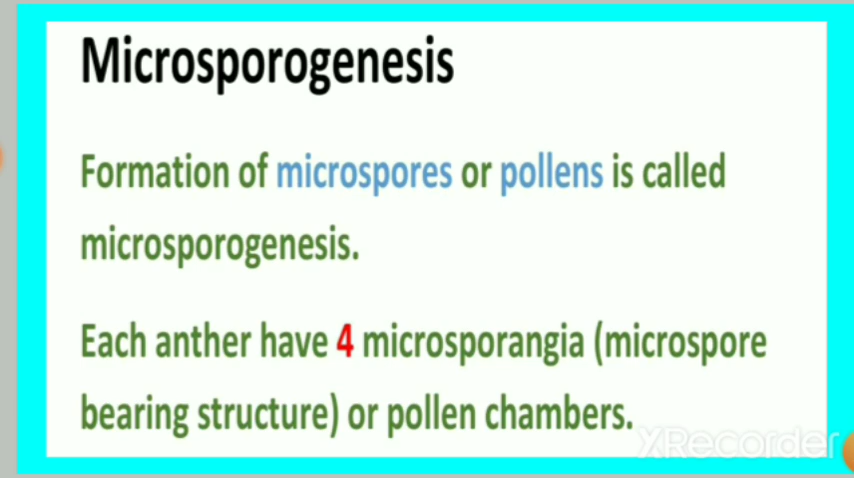 Microsporogenesis
Formation of microspores or pollens is called
microsporogenesis.
Each anther have 4 microsporangia (microspore
bearing structure) or pollen chambers.
XRecorder